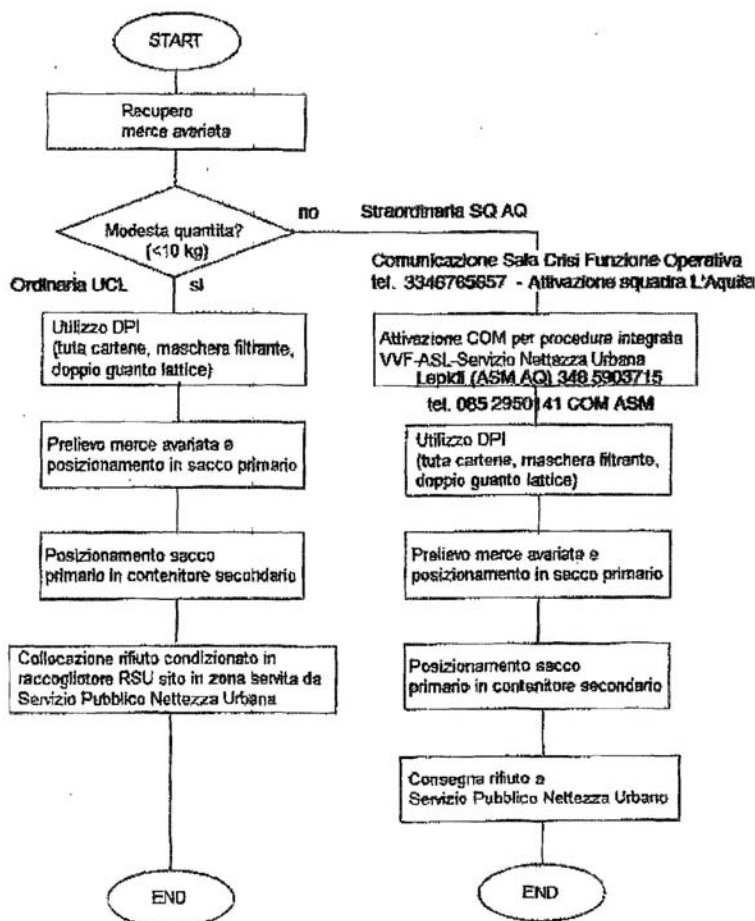 START
Recupero
merce avariata
Modesta quantita?
(<10 kg)
no
Straordinaria SQ AQ
Ordinaria UCL
si
Comunicazione Sala Crisi Funzione Operativa
tel. 3346765657 - Attivazione squadra L'Aquila
Utilizzo DPI
(tuta cartene, maschera filtrante,
doppio guanto lattice)
Prelievo merce avariata e
posizionamento in sacco primario
Posizionamento sacco
primario in contenitore secondario
Collocazione rifiuto condizionato in
raccoglitore RSU sito in zona servita da
Servizio Pubblico Nettezza Urbana
END
Attivazione COM per procedura integrata
VVF-ASL-Servizio Nettezza Urbana
Lepidi (ASM AQ) 348 5903715
tel. 085 2950141 COM ASM
Utilizzo DPI
(tuta cartene, maschera filtrante,
doppio guanto lattice)
Prelievo merce avariata e
posizionamento in sacco primario
Posizionamento sacco
primario in contenitore secondario
Consegna rifiuto a
Servizio Pubblico Nettezza Urbano
END